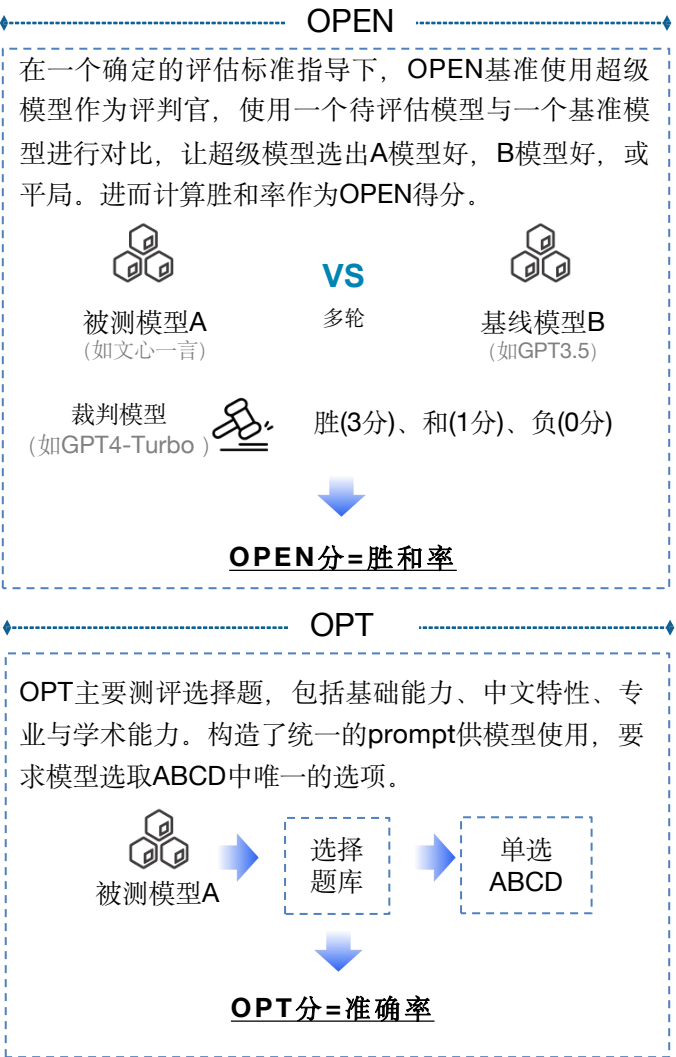 OPEN
在一个确定的评估标准指导下，OPEN基准使用超级
模型作为评判官，使用一个待评估模型与一个基准模
型进行对比，让超级模型选出A模型好，B模型好，或
平局。进而计算胜和率作为OPEN得分。
VS
被测模型A 多轮 基线模型B
(如文心一言) (如GPT3.5)
裁判模型
(如GPT4-Turbo ) 胜(3分)、和(1分)、负(0分)
OPEN分=胜和率
OPT
OPT主要测评选择题，包括基础能力、中文特性、专
业与学术能力。构造了统一的prompt供模型使用，要
求模型选取ABCD中唯一的选项。
被测模型A
选择
题库
单选
ABCD
OPT分=准确率